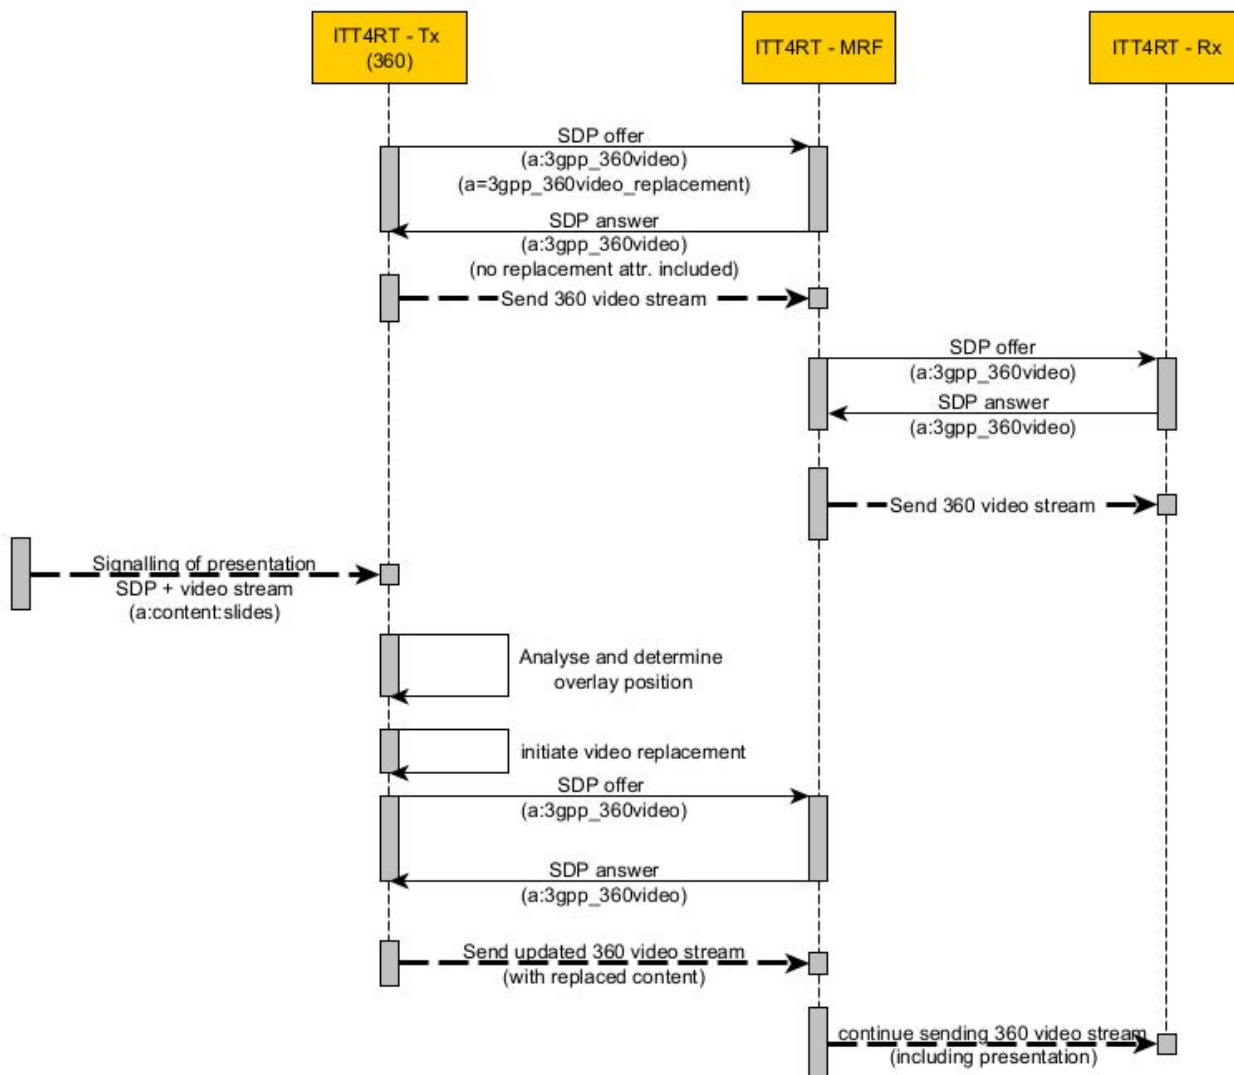 ITT4RT - Tx
(360)
ITT4RT - MRF
ITT4RT - Rx
SDP offer
(a:3gpp_360video)
(a=3gpp_360video_replacement)
SDP answer
(a:3gpp_360video)
(no replacement attr. included)
Send 360 video stream
SDP offer
(a:3gpp_360video)
SDP answer
(a:3gpp_360video)
Send 360 video stream
Signalling of presentation
SDP + video stream
(a:content:slides)
Analyse and determine
overlay position
initiate video replacement
SDP offer
(a:3gpp_360video)
SDP answer
(a:3gpp_360video)
Send updated 360 video stream
(with replaced content)
continue sending 360 video stream
(including presentation)